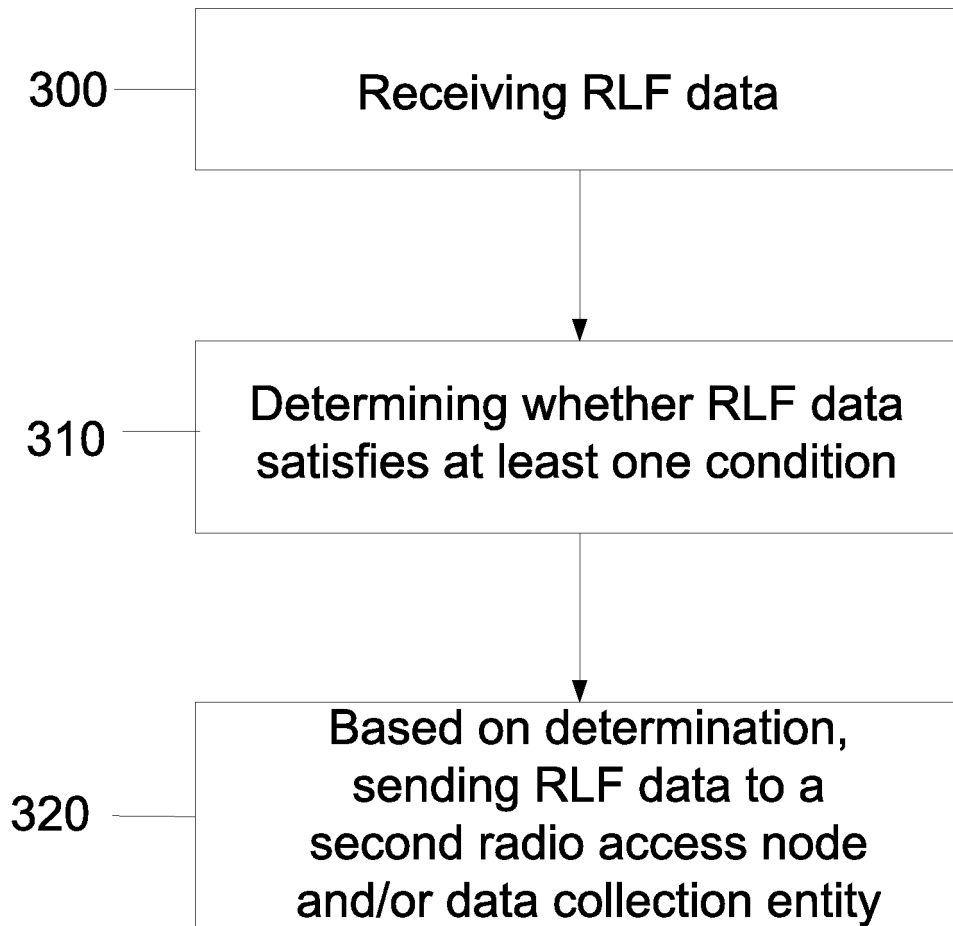 300
Receiving RLF data
310
Determining whether RLF data
satisfies at least one condition
320
Based on determination,
sending RLF data to a
second radio access node
and/or data collection entity